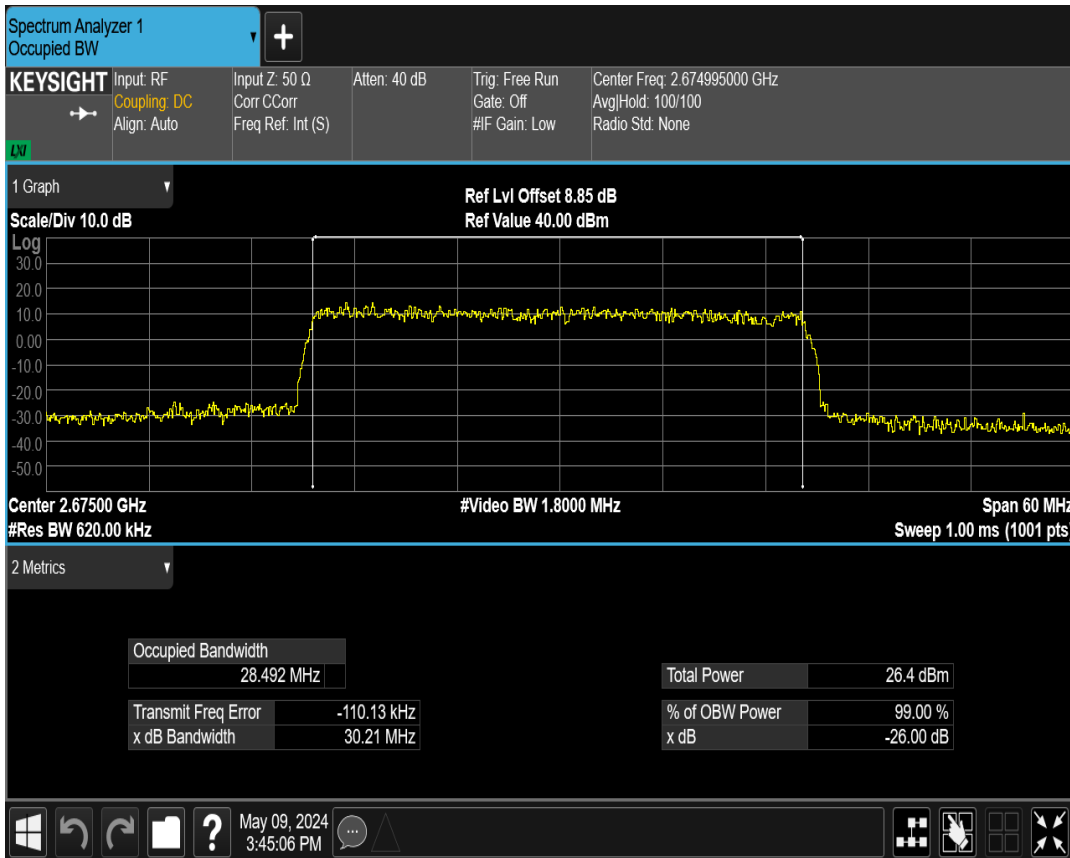 Spectrum Analyzer 1
Occupied BW
+
KEYSIGHT
LXI
Input: RF
Coupling: DC
Align: Auto
Input Z: 50 Ω
Corr CCorr
Freq Ref: Int (S)
Atten: 40 dB
Trig: Free Run
Gate: Off
#IF Gain: Low
Center Freq: 2.674995000 GHz
Avg|Hold: 100/100
Radio Std: None
1 Graph
Scale/Div 10.0 dB
Ref Lvl Offset 8.85 dB
Ref Value 40.00 dBm
Log
30.0
20.0
10.0
0.00
-10.0
-20.0
-30.0
-40.0
-50.0
Center 2.67500 GHz
#Res BW 620.00 kHz
#Video BW 1.8000 MHz
Span 60 MHz
Sweep 1.00 ms (1001 pts)
2 Metrics
Occupied Bandwidth
28.492 MHz
Transmit Freq Error -110.13 kHz
x dB Bandwidth 30.21 MHz
Total Power 26.4 dBm
% of OBW Power 99.00 %
x dB -26.00 dB
?
May 09, 2024
3:45:06 PM